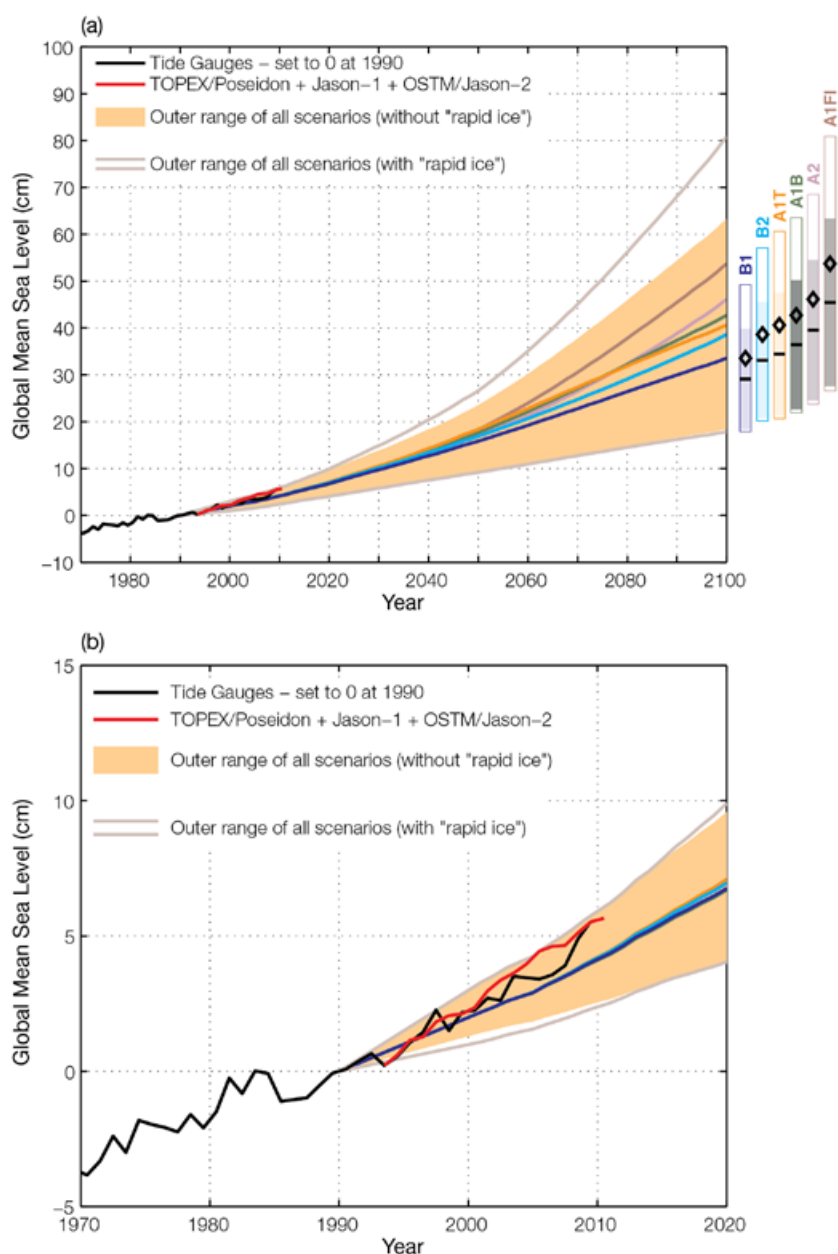 (a)
Tide Gauges – set to 0 at 1990
TOPEX/Poseidon + Jason–1 + OSTM/Jason–2
Outer range of all scenarios (without "rapid ice")
Outer range of all scenarios (with "rapid ice")
100
90
80
70
60
50
40
30
20
10
0
−10
Global Mean Sea Level (cm)
1980
2000
2020
2040
2060
2080
2100
Year
B1
B2
A1T
A1B
A2
A1FI
(b)
Tide Gauges – set to 0 at 1990
TOPEX/Poseidon + Jason–1 + OSTM/Jason–2
Outer range of all scenarios (without "rapid ice")
Outer range of all scenarios (with "rapid ice")
15
10
5
0
−5
Global Mean Sea Level (cm)
1970
1980
1990
2000
2010
2020
Year